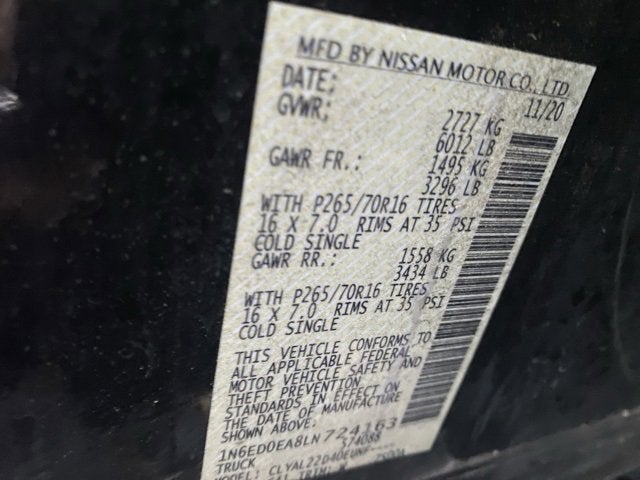 MFD BY NISSAN MOTOR CO., LTD.
DATE: 11/20
GVWR: 2727 KG
6012 LB
GAWR FR.: 1495 KG
3296 LB
WITH P265/70R16 TIRES
16 X 7.0 RIMS AT 35 PSI
COLD SINGLE
GAWR RR.: 1558 KG
3434 LB
WITH P265/70R16 TIRES
16 X 7.0 RIMS AT 35 PSI
COLD SINGLE
THIS VEHICLE CONFORMS TO
ALL APPLICABLE FEDERAL
MOTOR VEHICLE SAFETY AND
THEFT PREVENTION
STANDARDS IN EFFECT ON
THE DATE OF MANUFACTURE
SHOWN ABOVE.
1N6ED0EA8LN724163
TRUCK 574088
MODEL: CLYAL22D40EUNF
TRIM: